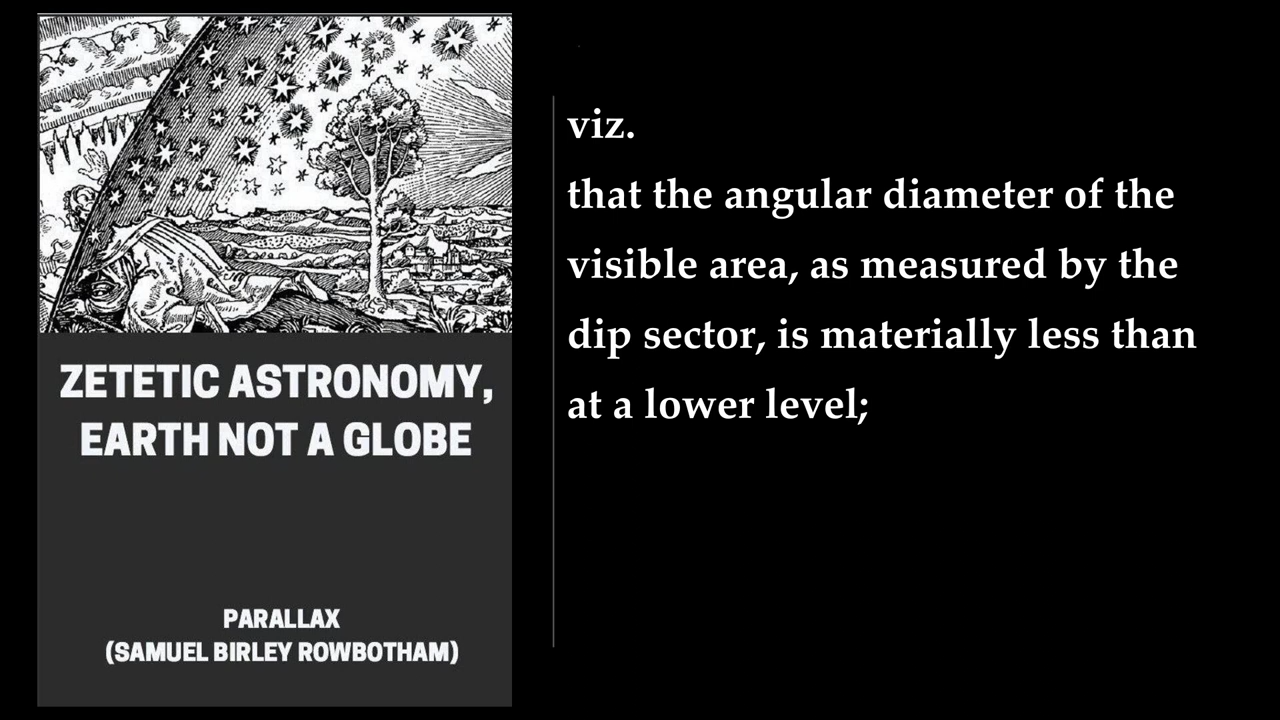 ZETETIC ASTRONOMY,
EARTH NOT A GLOBE
PARALLAX
(SAMUEL BIRLEY ROWBOTHAM)
viz.
that the angular diameter of the
visible area, as measured by the
dip sector, is materially less than
at a lower level;